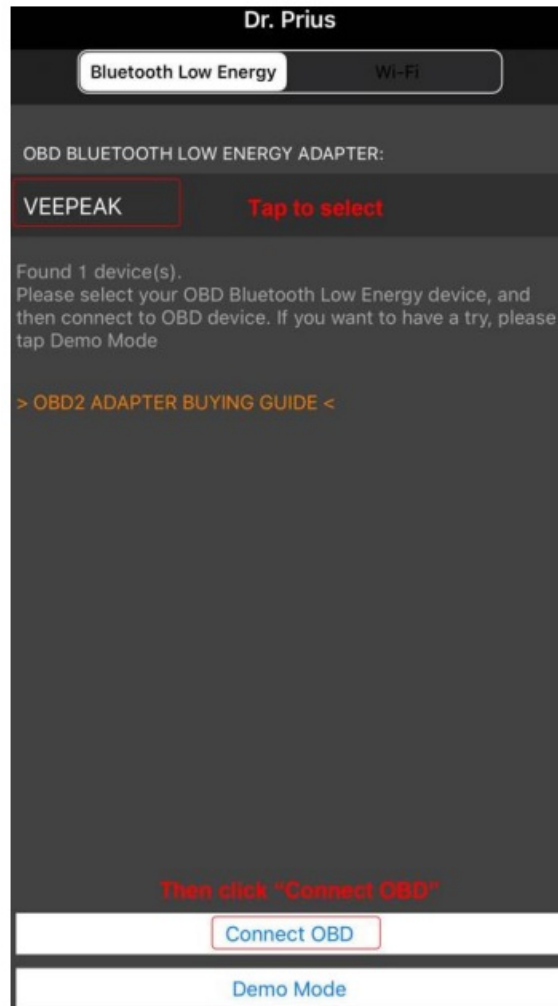 Dr. Prius
Bluetooth Low Energy Wi-Fi
OBD BLUETOOTH LOW ENERGY ADAPTER:
VEEPEAK Tap to select
Found 1 device(s).
Please select your OBD Bluetooth Low Energy device, and
then connect to OBD device. If you want to have a try, please
tap Demo Mode
> OBD2 ADAPTER BUYING GUIDE <
Then click "Connect OBD"
Connect OBD
Demo Mode